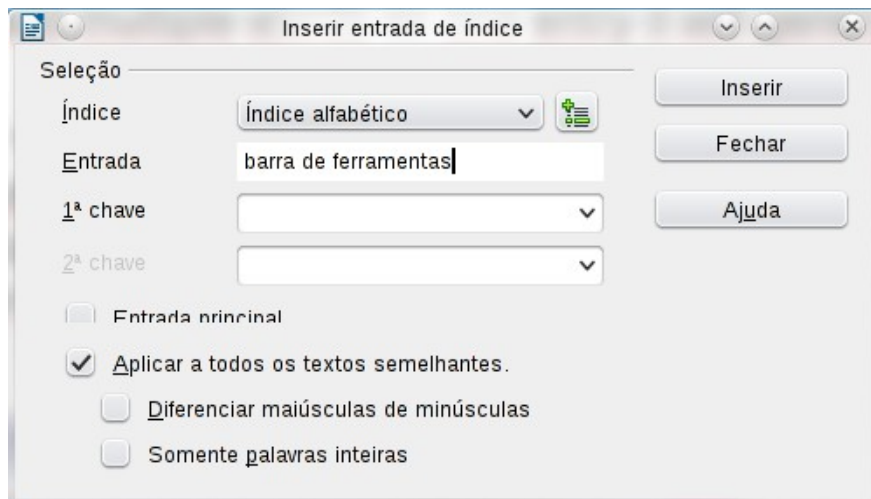 Inserir entrada de índice
Seleção
Inserir
Índice
Índice alfabético
Fechar
Entrada
barra de ferramentas
1ª chave
Ajuda
2ª chave
Entrada principal
Aplicar a todos os textos semelhantes.
Diferenciar maiúsculas de minúsculas
Somente palavras inteiras